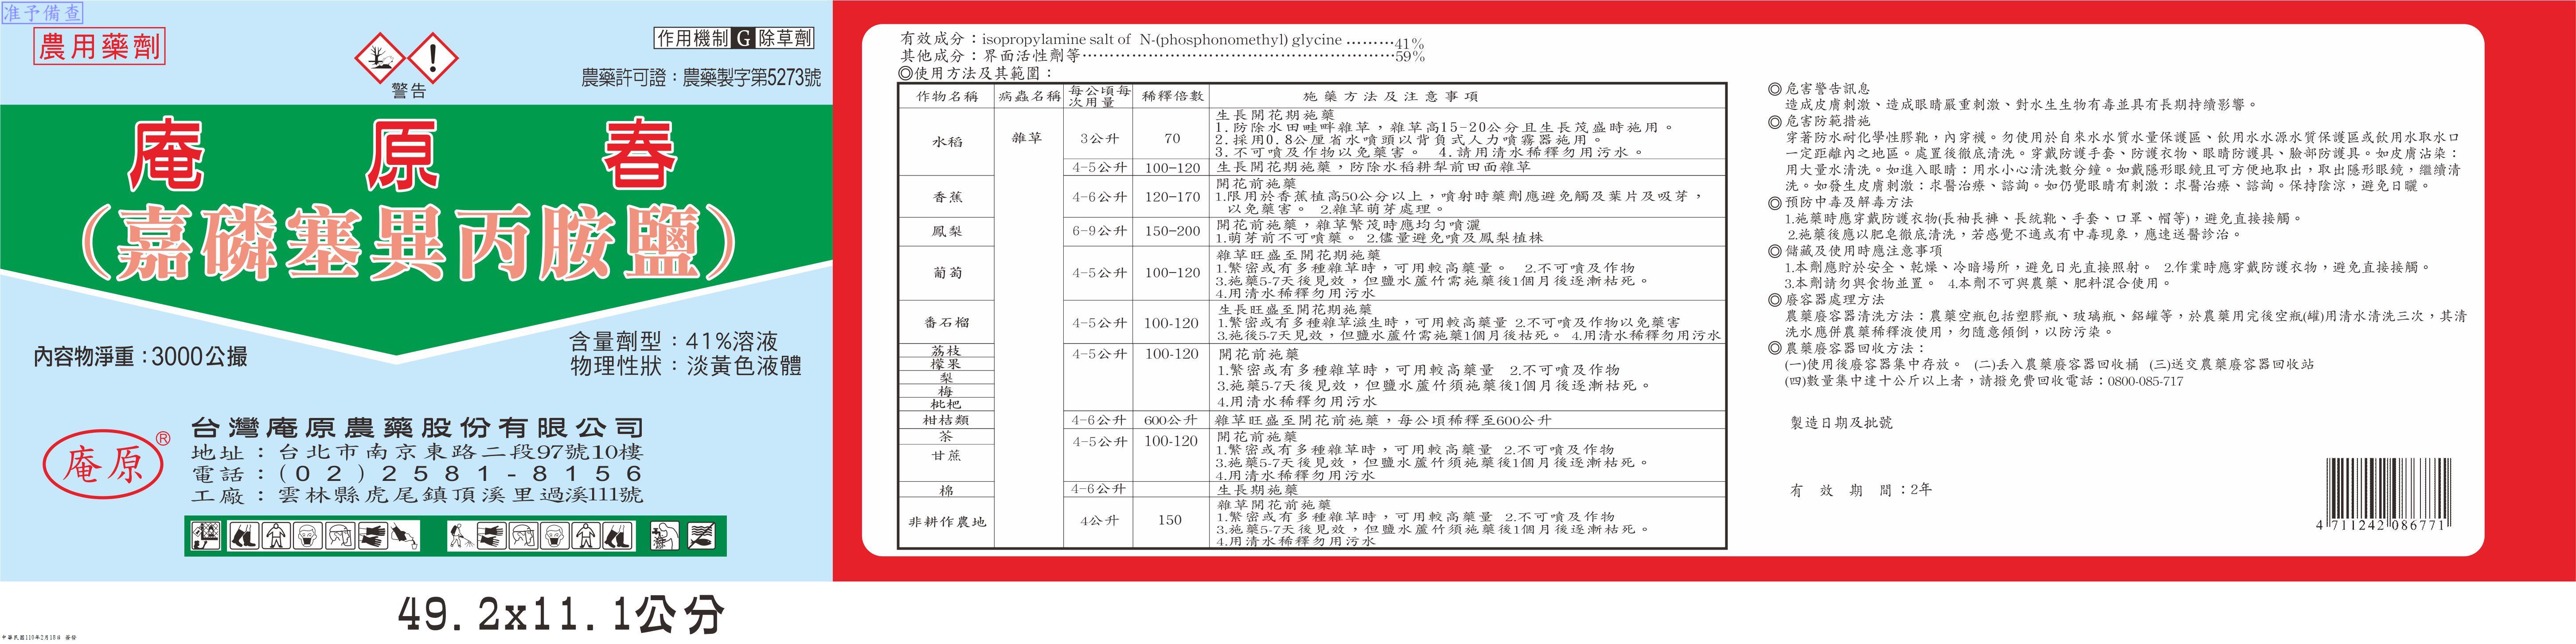 准予備查
農用藥劑
作用機制 G 除草劑
警告
農藥許可證：農藥製字第5273號
庵原春
(嘉磷塞異丙胺鹽)
內容物淨重：3000公撮
含量劑型：41%溶液
物理性狀：淡黃色液體
庵原®
台灣庵原農藥股份有限公司
地址：台北市南京東路二段97號10樓
電話：(02)2581-8156
工廠：雲林縣虎尾鎮頂溪里過溪111號
有效成分：isopropylamine salt of N-(phosphonomethyl) glycine ………41%
其他成分：界面活性劑等……………………………………………………59%
◎使用方法及其範圍：
作物名稱 病蟲名稱 每公頃每次用量 稀釋倍數 施藥方法及注意事項
水稻 雜草 3公升 70 生長開花期施藥
1.防除水田畦畔雜草，雜草高15-20公分且生長茂盛時施用。
2.採用0.8公厘省水噴頭以背負式人力噴霧器施用。
3.不可噴及作物以免藥害。 4.請用清水稀釋勿用污水。
4-5公升 100-120 生長開花期施藥，防除水稻耕犁前田面雜草
香蕉 4-6公升 120-170 開花前施藥
1.限用於香蕉植高50公分以上，噴射時藥劑應避免觸及葉片及吸芽，
以免藥害。 2.雜草萌芽處理。
鳳梨 6-9公升 150-200 開花前施藥，雜草繁茂時應均勻噴灑
1.萌芽前不可噴藥。 2.儘量避免噴及鳳梨植株
葡萄 4-5公升 100-120 雜草旺盛至開花期施藥
1.繁密或有多種雜草時，可用較高藥量。 2.不可噴及作物
3.施藥5-7天後見效，但鹽水蘆竹需施藥後1個月後逐漸枯死。
4.用清水稀釋勿用污水
番石榴 4-5公升 100-120 生長旺盛至開花期施藥
1.繁密或有多種雜草滋生時，可用較高藥量 2.不可噴及作物以免藥害
3.施後5-7天見效，但鹽水蘆竹需施藥1個月後枯死。 4.用清水稀釋勿用污水
荔枝 4-5公升 100-120 開花前施藥
檬果 1.繁密或有多種雜草時，可用較高藥量 2.不可噴及作物
梨 3.施藥5-7天後見效，但鹽水蘆竹須施藥後1個月後逐漸枯死。
梅
枇杷 4.用清水稀釋勿用污水
柑桔類 4-6公升 600公升 雜草旺盛至開花前施藥，每公頃稀釋至600公升
茶 4-5公升 100-120 開花前施藥
甘蔗 1.繁密或有多種雜草時，可用較高藥量 2.不可噴及作物
3.施藥5-7天後見效，但鹽水蘆竹須施藥後1個月後逐漸枯死。
4.用清水稀釋勿用污水
棉 4-6公升 生長期施藥
非耕作農地 4公升 150 雜草開花前施藥
1.繁密或有多種雜草時，可用較高藥量 2.不可噴及作物
3.施藥5-7天後見效，但鹽水蘆竹須施藥後1個月後逐漸枯死。
4.用清水稀釋勿用污水
◎危害警告訊息
造成皮膚刺激、造成眼睛嚴重刺激、對水生生物有毒並具有長期持續影響。
◎危害防範措施
穿著防水耐化學性膠靴，內穿襪。勿使用於自來水水質水量保護區、飲用水水源水質保護區或飲用水取水口
一定距離內之地區。處置後徹底清洗。穿戴防護手套、防護衣物、眼睛防護具、臉部防護具。如皮膚沾染：
用大量水清洗。如進入眼睛：用水小心清洗數分鐘。如戴隱形眼鏡且可方便地取出，取出隱形眼鏡，繼續清
洗。如發生皮膚刺激：求醫治療、諮詢。如仍覺眼睛有刺激：求醫治療、諮詢。保持陰涼，避免日曬。
◎預防中毒及解毒方法
1.施藥時應穿戴防護衣物(長袖長褲、長統靴、手套、口罩、帽等)，避免直接接觸。
2.施藥後應以肥皂徹底清洗，若感覺不適或有中毒現象，應速送醫診治。
◎儲藏及使用時應注意事項
1.本劑應貯於安全、乾燥、冷暗場所，避免日光直接照射。 2.作業時應穿戴防護衣物，避免直接接觸。
3.本劑請勿與食物並置。 4.本劑不可與農藥、肥料混合使用。
◎廢容器處理方法
農藥廢容器清洗方法：農藥空瓶包括塑膠瓶、玻璃瓶、鋁罐等，於農藥用完後空瓶(罐)用清水清洗三次，其清
洗水應併農藥稀釋液使用，勿隨意傾倒，以防污染。
◎農藥廢容器回收方法：
(一)使用後廢容器集中存放。 (二)丟入農藥廢容器回收桶 (三)送交農藥廢容器回收站
(四)數量集中達十公斤以上者，請撥免費回收電話：0800-085-717
製造日期及批號
有效期間：2年
4 711242 086771
49.2x11.1公分
中華民國110年2月18日 簽發